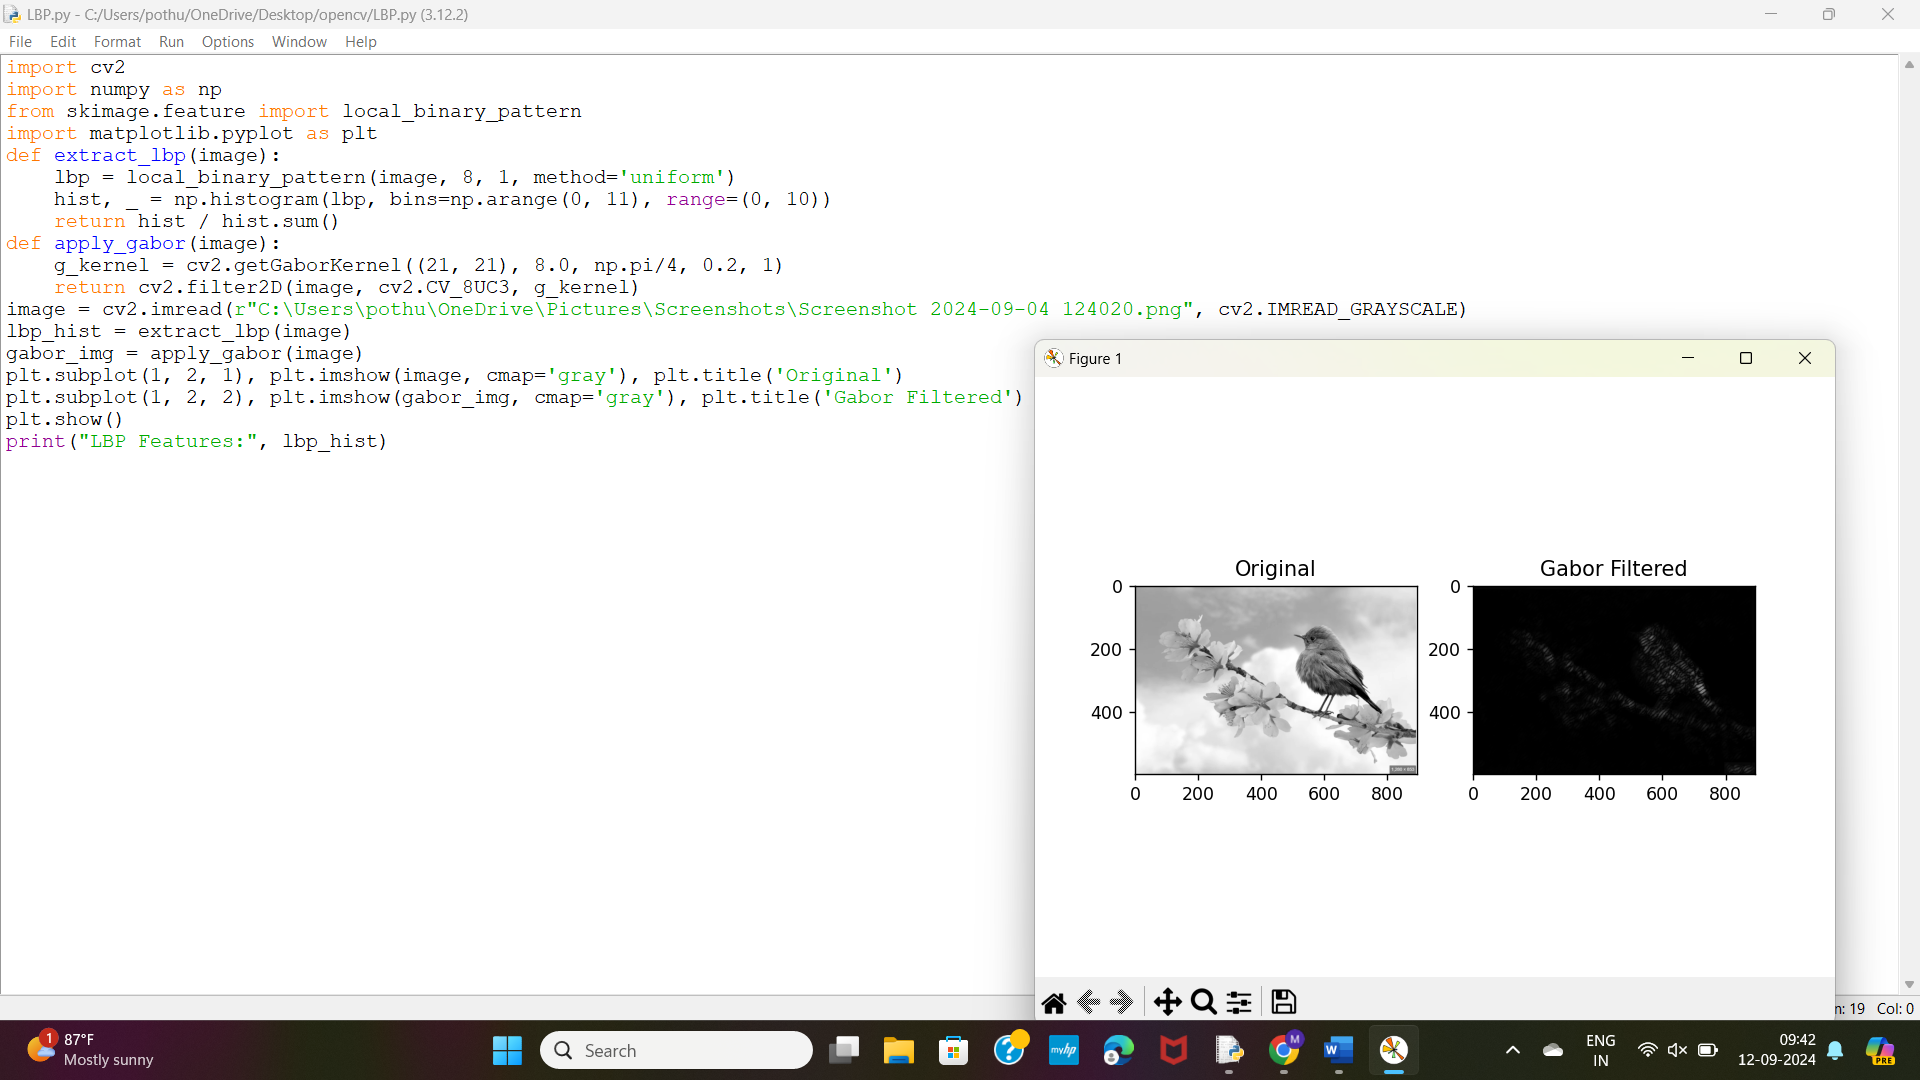 LBP.py - C:/Users/pothu/OneDrive/Desktop/opencv/LBP.py (3.12.2)
File Edit Format Run Options Window Help
import cv2
import numpy as np
from skimage.feature import local_binary_pattern
import matplotlib.pyplot as plt
def extract_lbp(image):
    lbp = local_binary_pattern(image, 8, 1, method='uniform')
    hist, _ = np.histogram(lbp, bins=np.arange(0, 11), range=(0, 10))
    return hist / hist.sum()
def apply_gabor(image):
    g_kernel = cv2.getGaborKernel((21, 21), 8.0, np.pi/4, 0.2, 1)
    return cv2.filter2D(image, cv2.CV_8UC3, g_kernel)
image = cv2.imread(r"C:\Users\pothu\OneDrive\Pictures\Screenshots\Screenshot 2024-09-04 124020.png", cv2.IMREAD_GRAYSCALE)
lbp_hist = extract_lbp(image)
gabor_img = apply_gabor(image)
plt.subplot(1, 2, 1), plt.imshow(image, cmap='gray'), plt.title('Original')
plt.subplot(1, 2, 2), plt.imshow(gabor_img, cmap='gray'), plt.title('Gabor Filtered')
plt.show()
print("LBP Features:", lbp_hist)
Figure 1
Original
0
200
400
0 200 400 600 800
Gabor Filtered
0
200
400
0 200 400 600 800
n: 19 Col: 0
1
87°F
Mostly sunny
Search
myhp
M
ENG
IN
09:42
12-09-2024
PRE